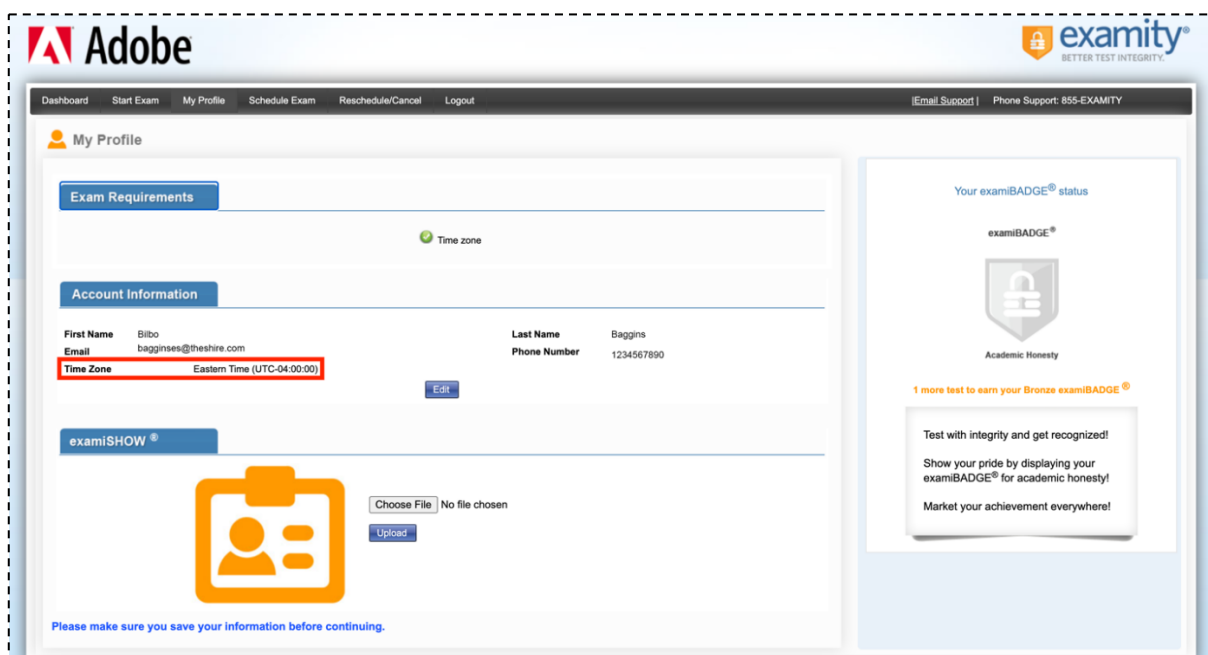 Adobe
examity®
BETTER TEST INTEGRITY.
Dashboard Start Exam My Profile Schedule Exam Reschedule/Cancel Logout |Email Support| Phone Support: 855-EXAMITY
My Profile
Exam Requirements
Time zone
Account Information
First Name Bilbo Last Name Baggins
Email bagginses@theshire.com Phone Number 1234567890
Time Zone Eastern Time (UTC-04:00:00)
Edit
examiSHOW ®
Choose File No file chosen
Upload
Please make sure you save your information before continuing.
Your examiBADGE® status
examiBADGE®
Academic Honesty
1 more test to earn your Bronze examiBADGE ®
Test with integrity and get recognized!
Show your pride by displaying your
examiBADGE® for academic honesty!
Market your achievement everywhere!